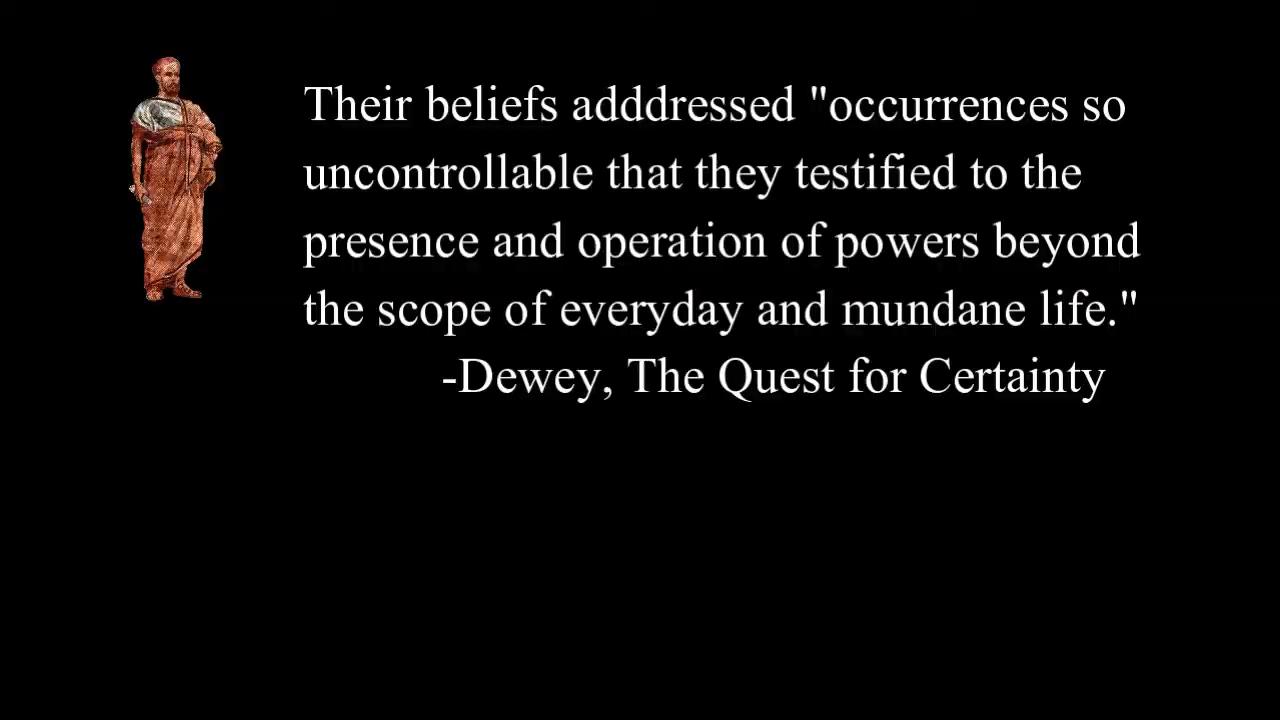 Their beliefs adddressed "occurrences so
uncontrollable that they testified to the
presence and operation of powers beyond
the scope of everyday and mundane life."
-Dewey, The Quest for Certainty